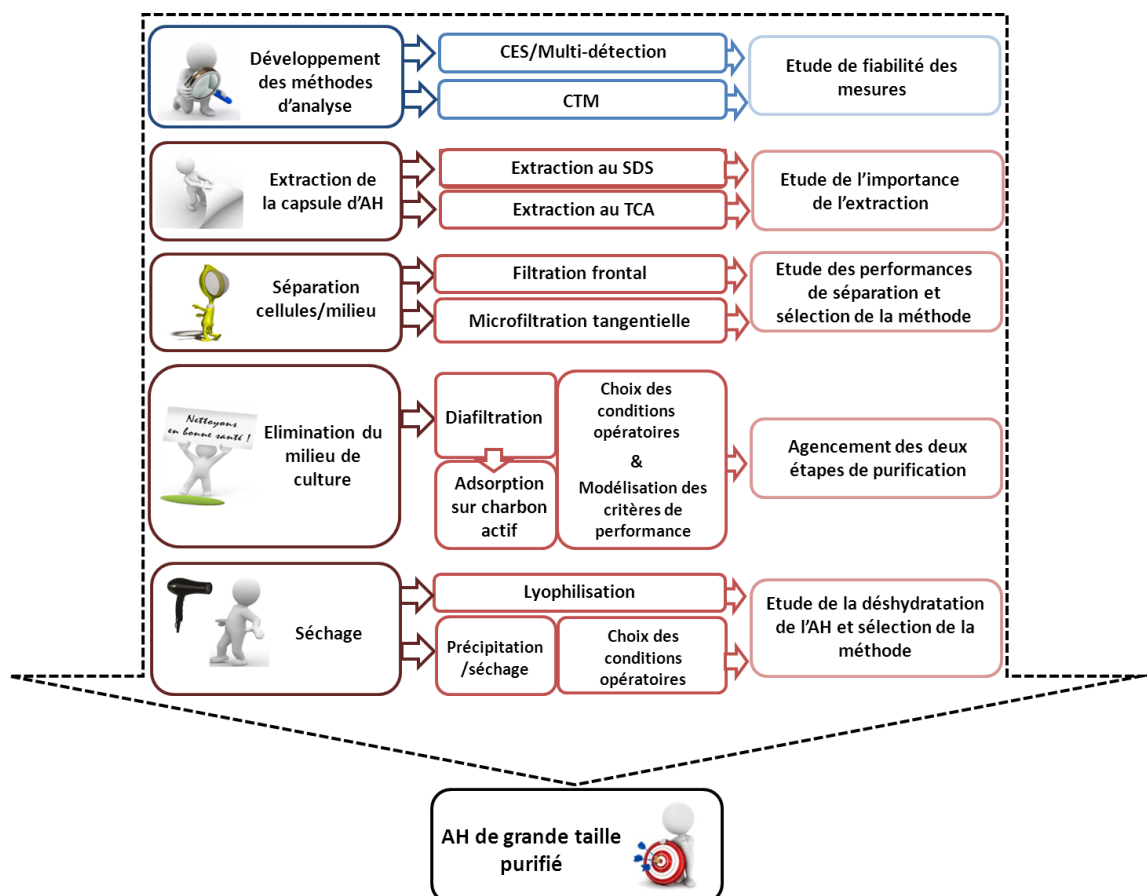 Développement
des méthodes
d'analyse
CES/Multi-détection
CTM
Etude de fiabilité des
mesures
Extraction de
la capsule d'AH
Extraction au SDS
Extraction au TCA
Etude de l'importance
de l'extraction
Séparation
cellules/milieu
Filtration frontal
Microfiltration tangentielle
Etude des performances
de séparation et
sélection de la méthode
Nettoyons
en bonne santé !
Elimination du
milieu de
culture
Diafiltration
Adsorption
sur charbon
actif
Choix des
conditions
opératoires
&
Modélisation des
critères de
performance
Agencement des deux
étapes de purification
Séchage
Lyophilisation
Précipitation
/séchage
Choix des
conditions
opératoires
Etude de la déshydratation
de l'AH et sélection de la
méthode
AH de grande taille
purifié